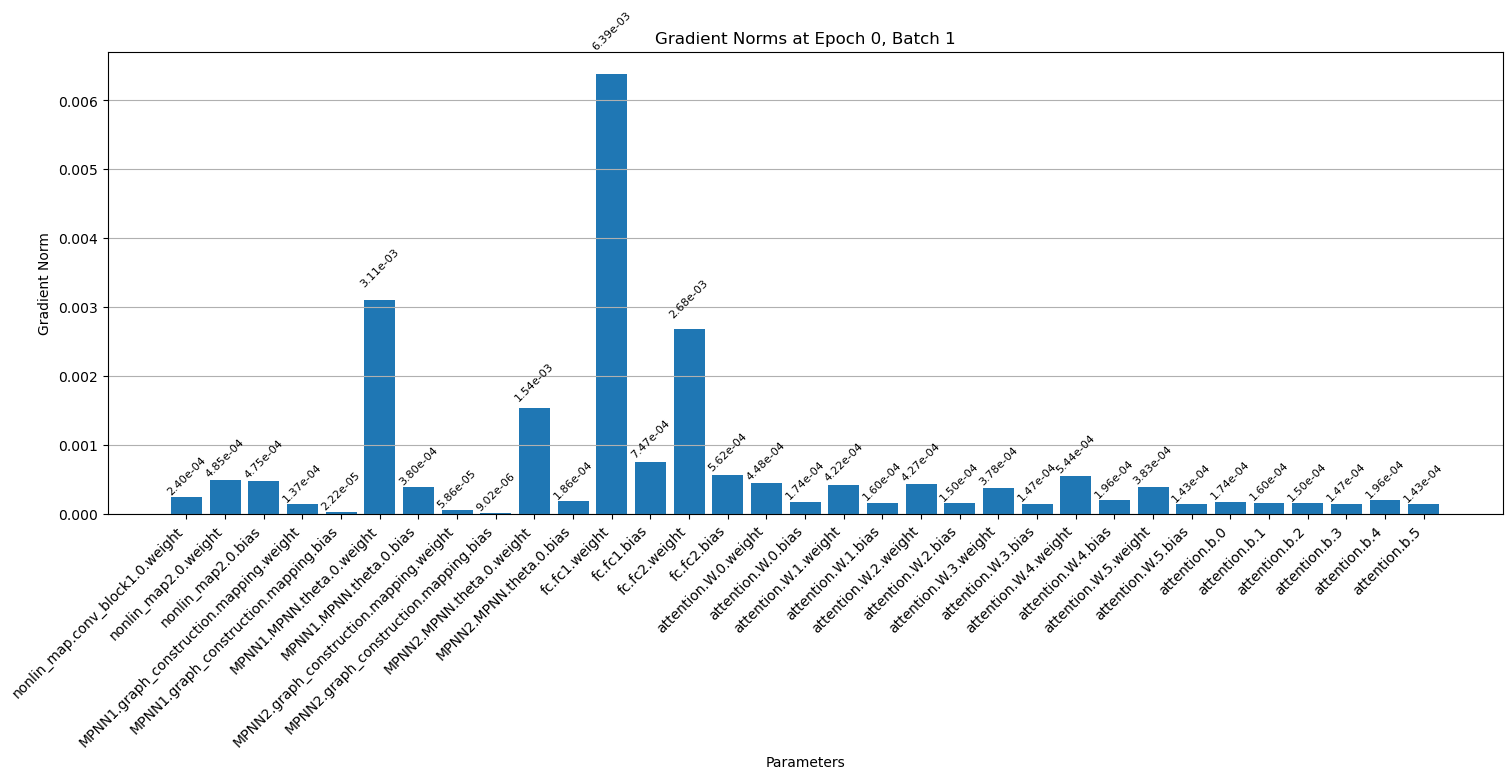 Gradient Norms at Epoch 0, Batch 1
Gradient Norm
0.006
0.005
0.004
0.003
0.002
0.001
0.000
2.40e-04
4.85e-04
4.75e-04
1.37e-04
2.22e-05
3.11e-03
3.80e-04
5.86e-05
9.02e-06
1.54e-03
1.86e-04
6.39e-03
7.47e-04
2.68e-03
5.62e-04
4.48e-04
1.74e-04
4.22e-04
1.60e-04
4.27e-04
1.50e-04
3.78e-04
1.47e-04
5.44e-04
1.96e-04
3.83e-04
1.43e-04
1.74e-04
1.60e-04
1.50e-04
1.47e-04
1.96e-04
1.43e-04
nonlin_map.conv_block1.0.weight
nonlin_map2.0.weight
nonlin_map2.0.bias
MPNN1.graph_construction.mapping.weight
MPNN1.graph_construction.mapping.bias
MPNN1.MPNN.theta.0.weight
MPNN1.MPNN.theta.0.bias
MPNN2.graph_construction.mapping.weight
MPNN2.graph_construction.mapping.bias
MPNN2.MPNN.theta.0.weight
MPNN2.MPNN.theta.0.bias
fc.fc1.weight
fc.fc1.bias
fc.fc2.weight
fc.fc2.bias
attention.W.0.weight
attention.W.0.bias
attention.W.1.weight
attention.W.1.bias
attention.W.2.weight
attention.W.2.bias
attention.W.3.weight
attention.W.3.bias
attention.W.4.weight
attention.W.4.bias
attention.W.5.weight
attention.W.5.bias
attention.b.0
attention.b.1
attention.b.2
attention.b.3
attention.b.4
attention.b.5
Parameters